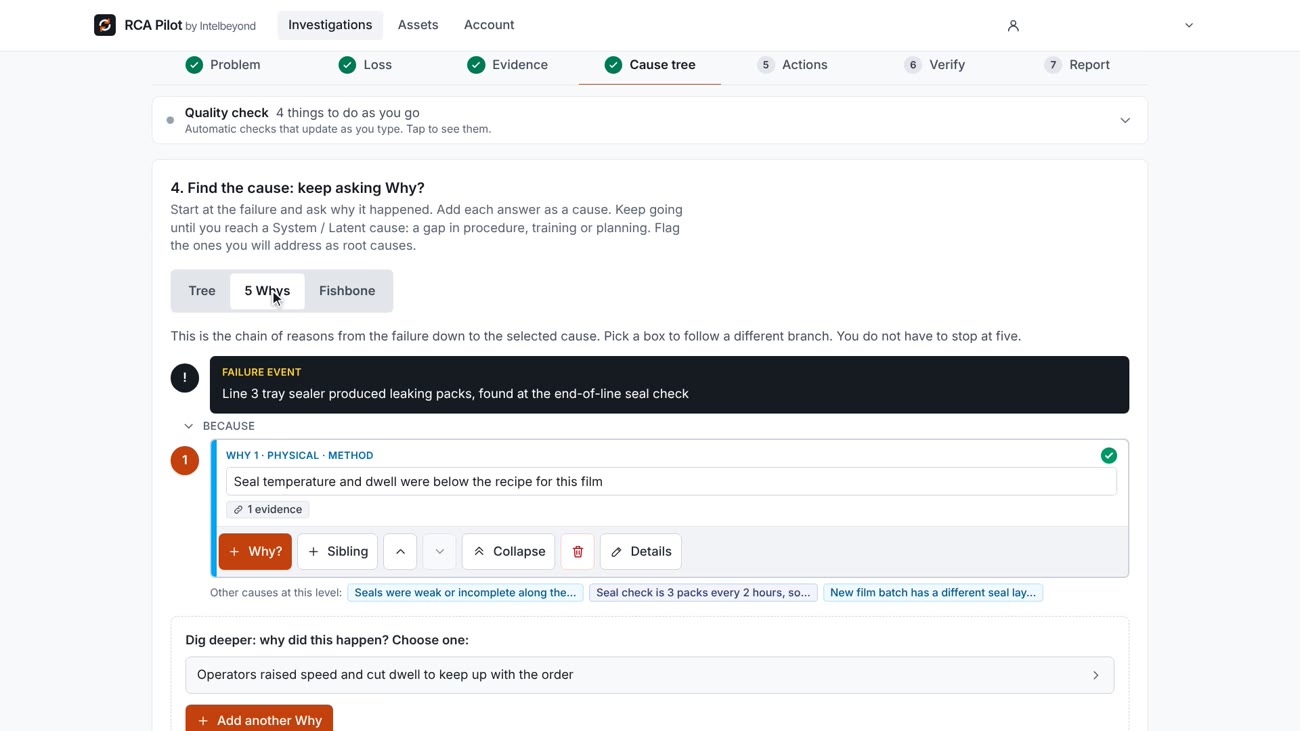 RCA Pilot by Intelbeyond
Investigations
Assets
Account
Problem
Loss
Evidence
Cause tree
5 Actions
6 Verify
7 Report
Quality check 4 things to do as you go
Automatic checks that update as you type. Tap to see them.
4. Find the cause: keep asking Why?
Start at the failure and ask why it happened. Add each answer as a cause. Keep going
until you reach a System / Latent cause: a gap in procedure, training or planning. Flag
the ones you will address as root causes.
Tree
5 Whys
Fishbone
This is the chain of reasons from the failure down to the selected cause. Pick a box to follow a different branch. You do not have to stop at five.
!
FAILURE EVENT
Line 3 tray sealer produced leaking packs, found at the end-of-line seal check
BECAUSE
1
WHY 1 · PHYSICAL · METHOD
Seal temperature and dwell were below the recipe for this film
1 evidence
+ Why?
+ Sibling
Collapse
Details
Other causes at this level:
Seals were weak or incomplete along the...
Seal check is 3 packs every 2 hours, so...
New film batch has a different seal lay...
Dig deeper: why did this happen? Choose one:
Operators raised speed and cut dwell to keep up with the order
+ Add another Why